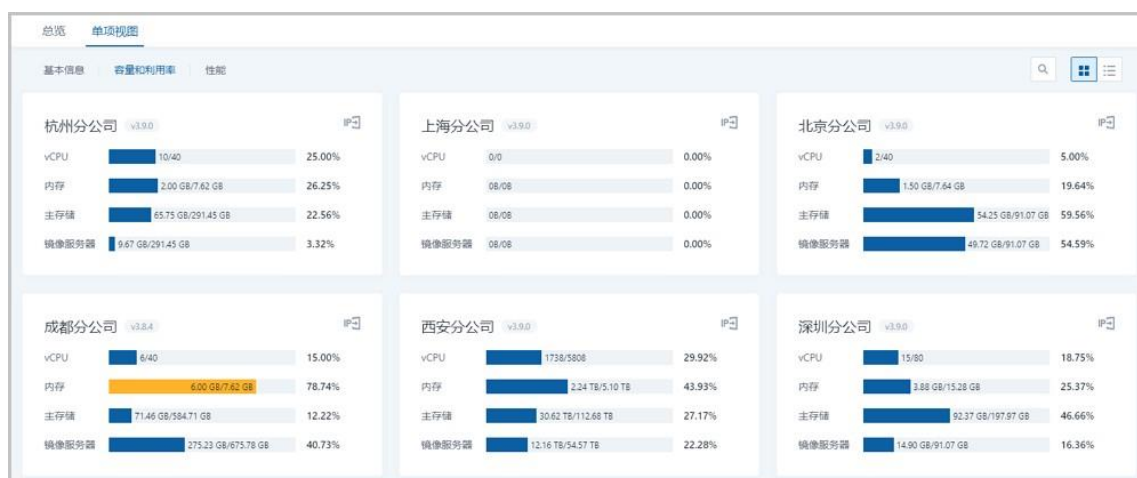 总览 单项视图
基本信息 容量和利用率 性能
杭州分公司 v3.9.0 IP
vCPU 10/40 25.00%
内存 2.00 GB/7.62 GB 26.25%
主存储 65.75 GB/291.45 GB 22.56%
镜像服务器 9.67 GB/291.45 GB 3.32%
上海分公司 v3.9.0 IP
vCPU 0/0 0.00%
内存 0B/0B 0.00%
主存储 0B/0B 0.00%
镜像服务器 0B/0B 0.00%
北京分公司 v3.9.0 IP
vCPU 2/40 5.00%
内存 1.50 GB/7.64 GB 19.64%
主存储 54.25 GB/91.07 GB 59.56%
镜像服务器 49.72 GB/91.07 GB 54.59%
成都分公司 v3.8.4 IP
vCPU 6/40 15.00%
内存 6.00 GB/7.62 GB 78.74%
主存储 71.46 GB/584.71 GB 12.22%
镜像服务器 275.23 GB/675.78 GB 40.73%
西安分公司 v3.9.0 IP
vCPU 1738/5808 29.92%
内存 2.24 TB/5.10 TB 43.93%
主存储 30.62 TB/112.68 TB 27.17%
镜像服务器 12.16 TB/54.57 TB 22.28%
深圳分公司 v3.9.0 IP
vCPU 15/80 18.75%
内存 3.88 GB/15.28 GB 25.37%
主存储 92.37 GB/197.97 GB 46.66%
镜像服务器 14.90 GB/91.07 GB 16.36%